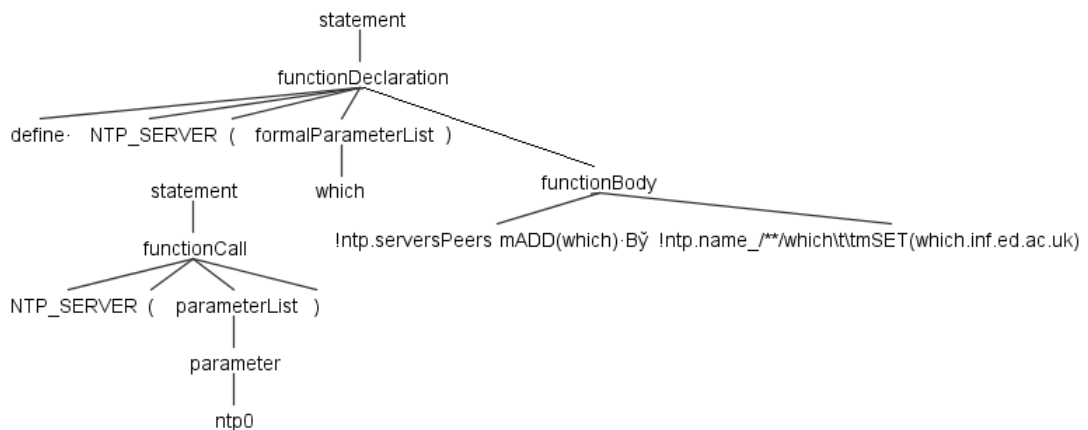 statement
functionDeclaration
define· NTP_SERVER ( formalParameterList )
which
functionBody
!ntp.serversPeers mADD(which)·Bў !ntp.name_/**/which\t\tmSET(which.inf.ed.ac.uk)
statement
functionCall
NTP_SERVER ( parameterList )
parameter
ntp0